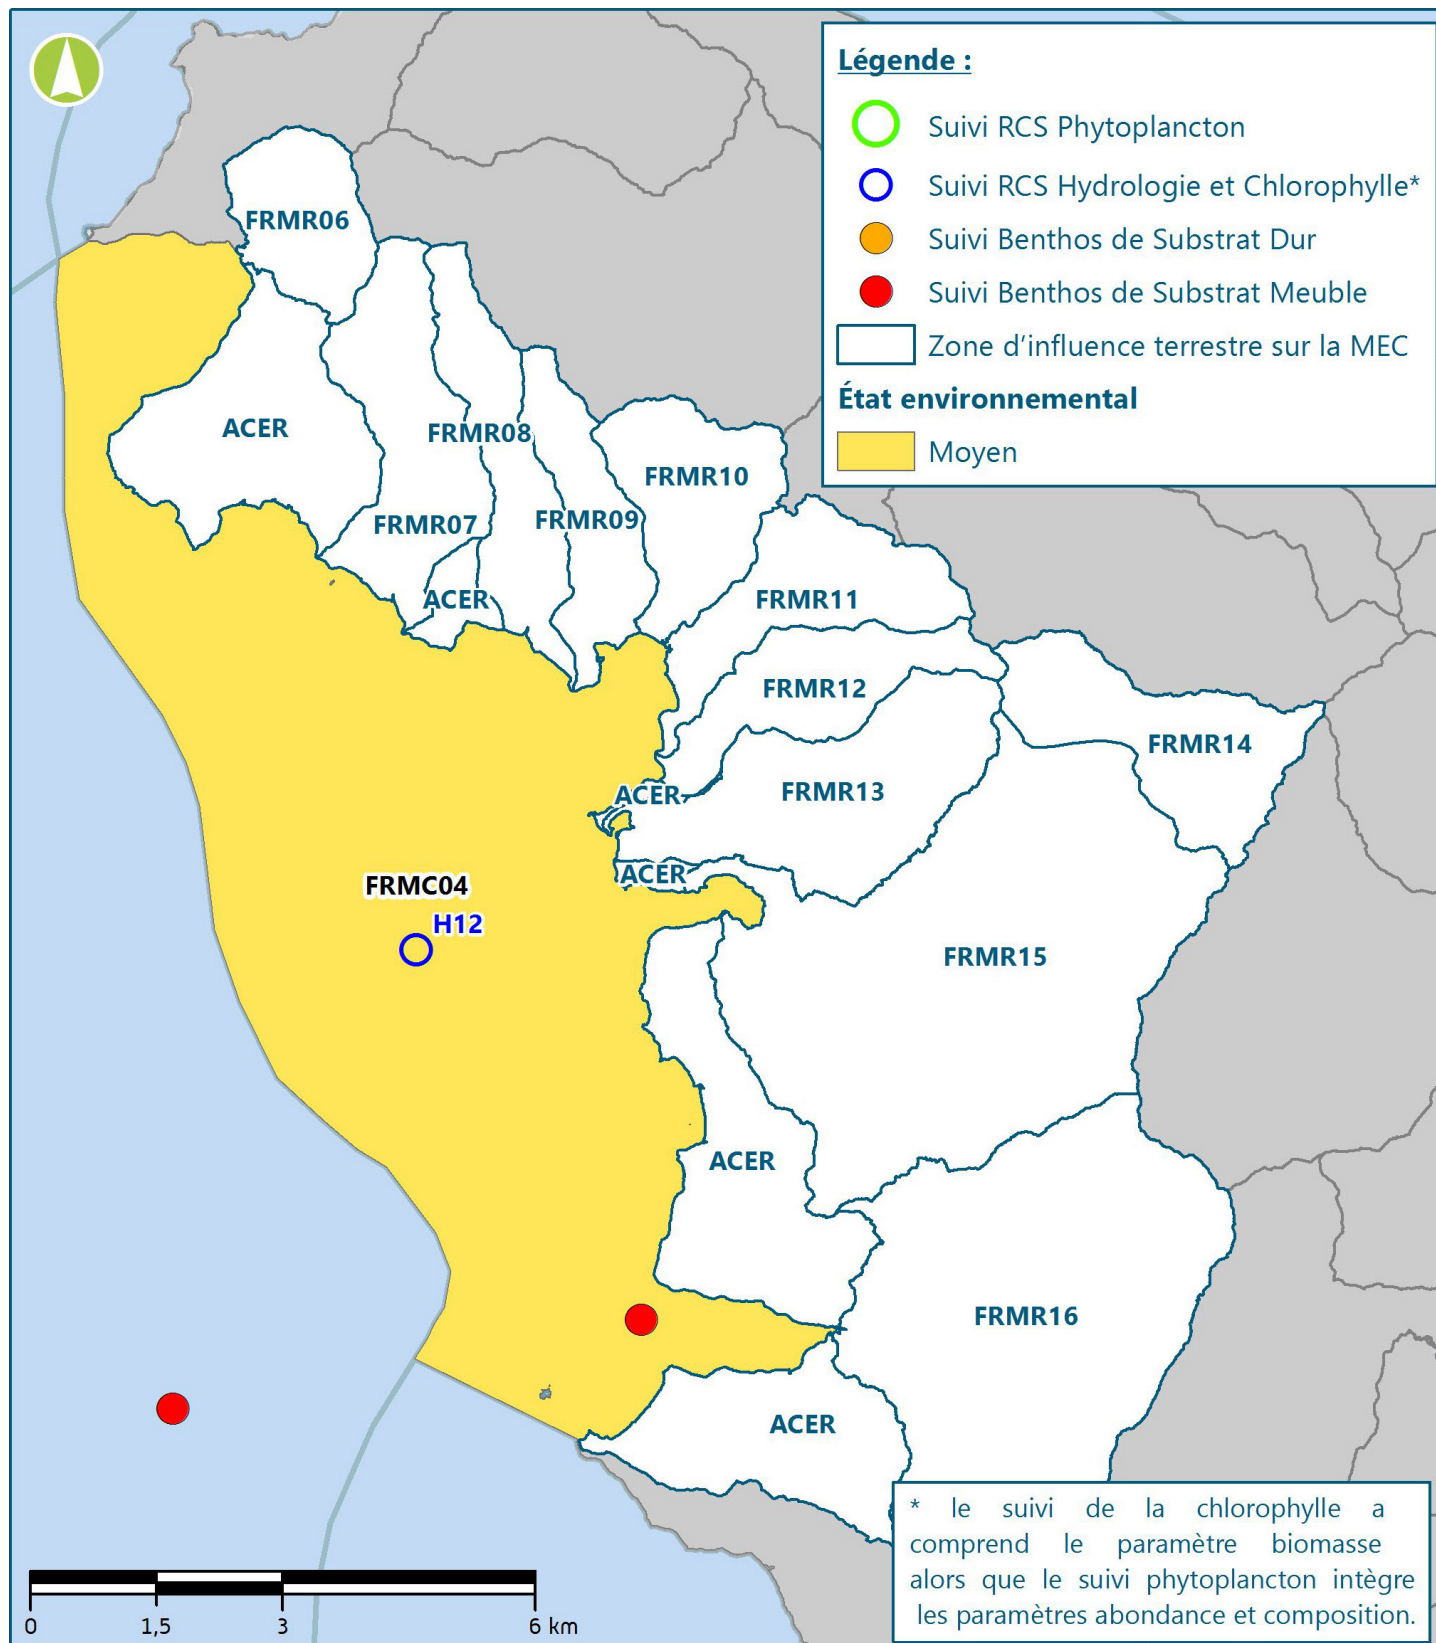 Légende :
Suivi RCS Phytoplancton
Suivi RCS Hydrologie et Chlorophylle*
Suivi Benthos de Substrat Dur
Suivi Benthos de Substrat Meuble
Zone d'influence terrestre sur la MEC
État environnemental
Moyen
FRMR06
ACER
FRMR08
FRMR10
FRMR07
FRMR09
ACER
FRMR11
FRMR12
FRMR14
FRMR13
ACER
ACER
FRMC04
H12
FRMR15
ACER
FRMR16
ACER
* le suivi de la chlorophylle a
comprend le paramètre biomasse
alors que le suivi phytoplancton intègre
les paramètres abondance et composition.
0 1,5 3 6 km